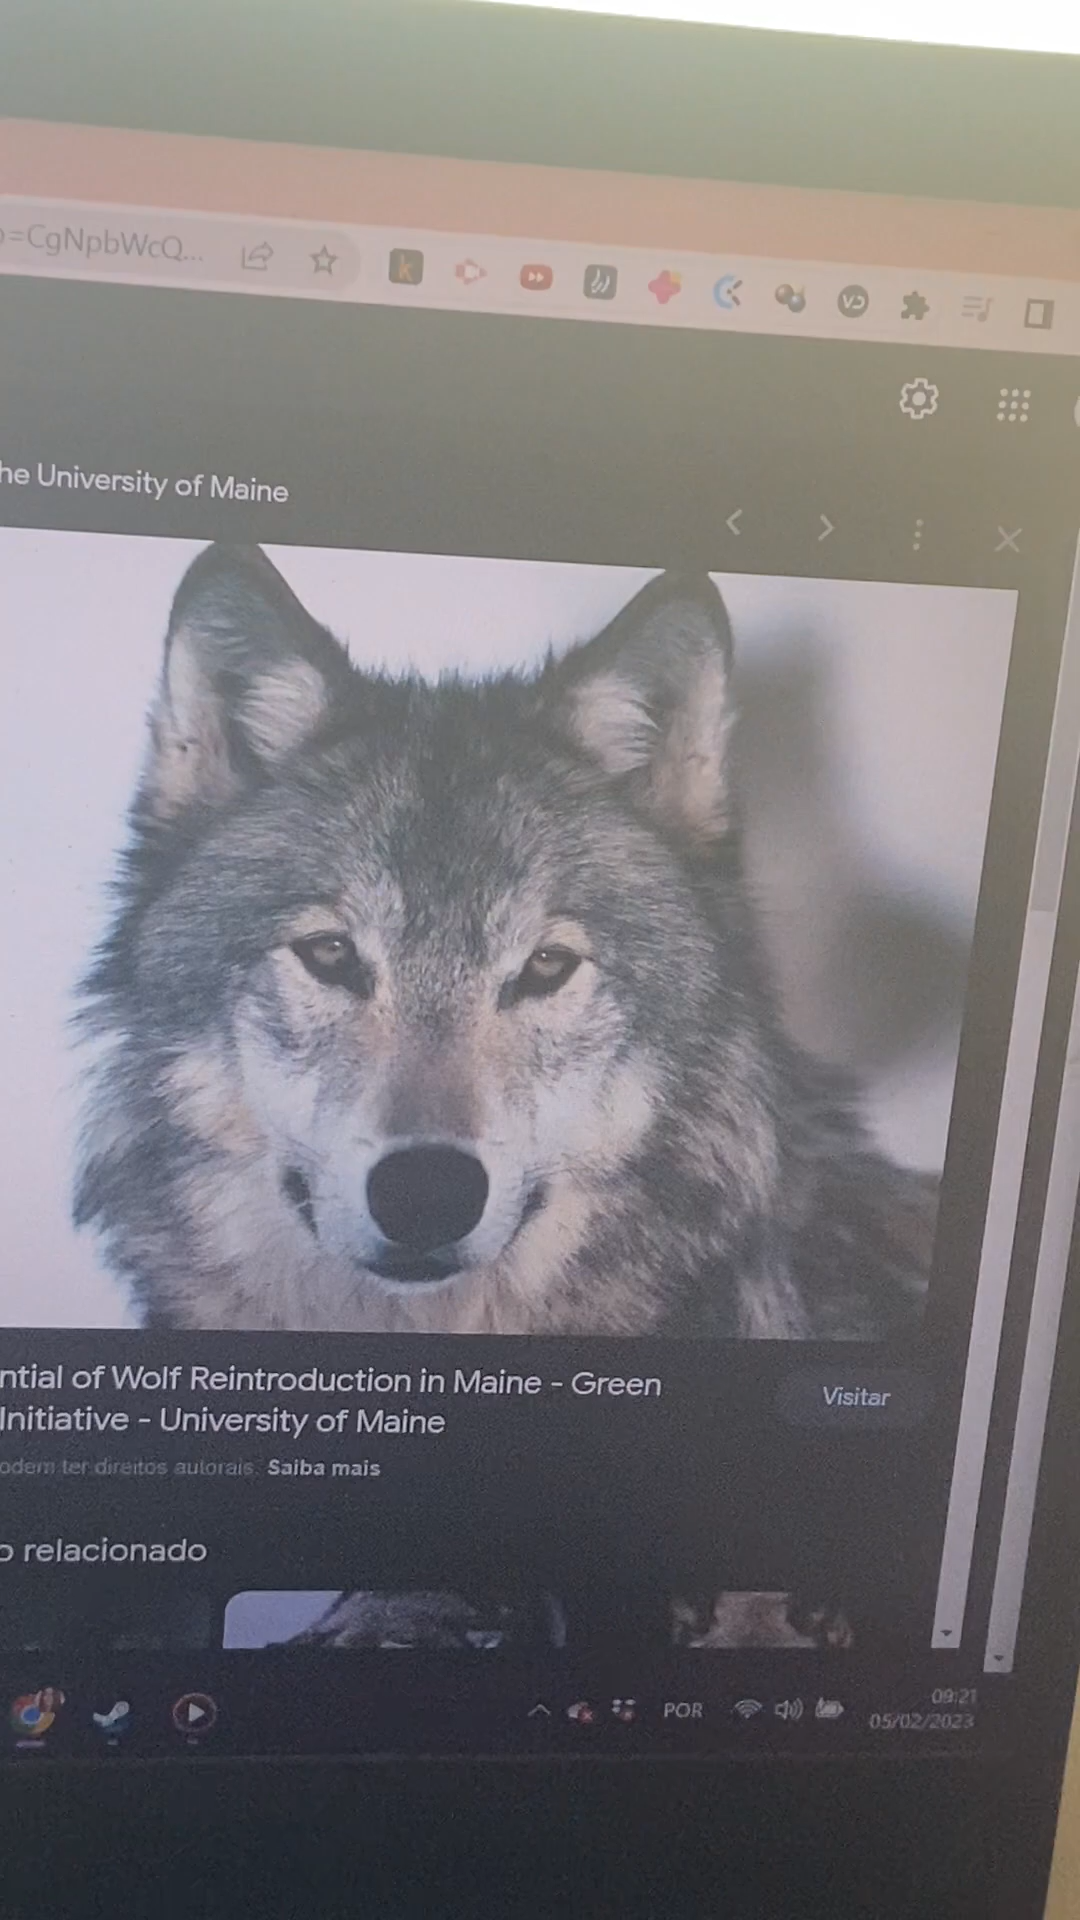 =CgNpbWcQ...
he University of Maine
ntial of Wolf Reintroduction in Maine - Green
Initiative - University of Maine
Visitar
odem ter direitos autorais. Saiba mais
o relacionado
POR
09:21
05/02/2023